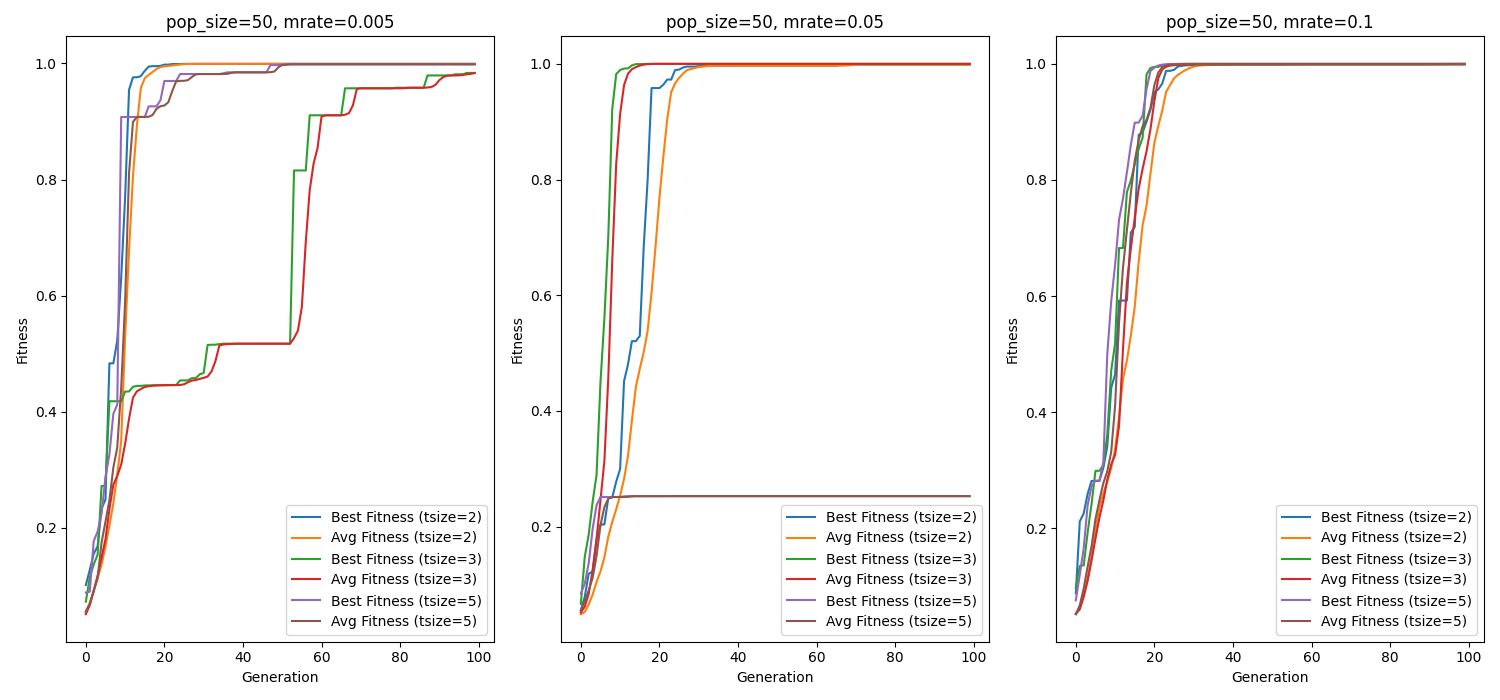 pop_size=50, mrate=0.005
1.0
0.8
0.6
0.4
0.2
Fitness
0 20 40 60 80 100
Generation
Best Fitness (tsize=2)
Avg Fitness (tsize=2)
Best Fitness (tsize=3)
Avg Fitness (tsize=3)
Best Fitness (tsize=5)
Avg Fitness (tsize=5)
pop_size=50, mrate=0.05
1.0
0.8
0.6
0.4
0.2
Fitness
0 20 40 60 80 100
Generation
Best Fitness (tsize=2)
Avg Fitness (tsize=2)
Best Fitness (tsize=3)
Avg Fitness (tsize=3)
Best Fitness (tsize=5)
Avg Fitness (tsize=5)
pop_size=50, mrate=0.1
1.0
0.8
0.6
0.4
0.2
Fitness
0 20 40 60 80 100
Generation
Best Fitness (tsize=2)
Avg Fitness (tsize=2)
Best Fitness (tsize=3)
Avg Fitness (tsize=3)
Best Fitness (tsize=5)
Avg Fitness (tsize=5)